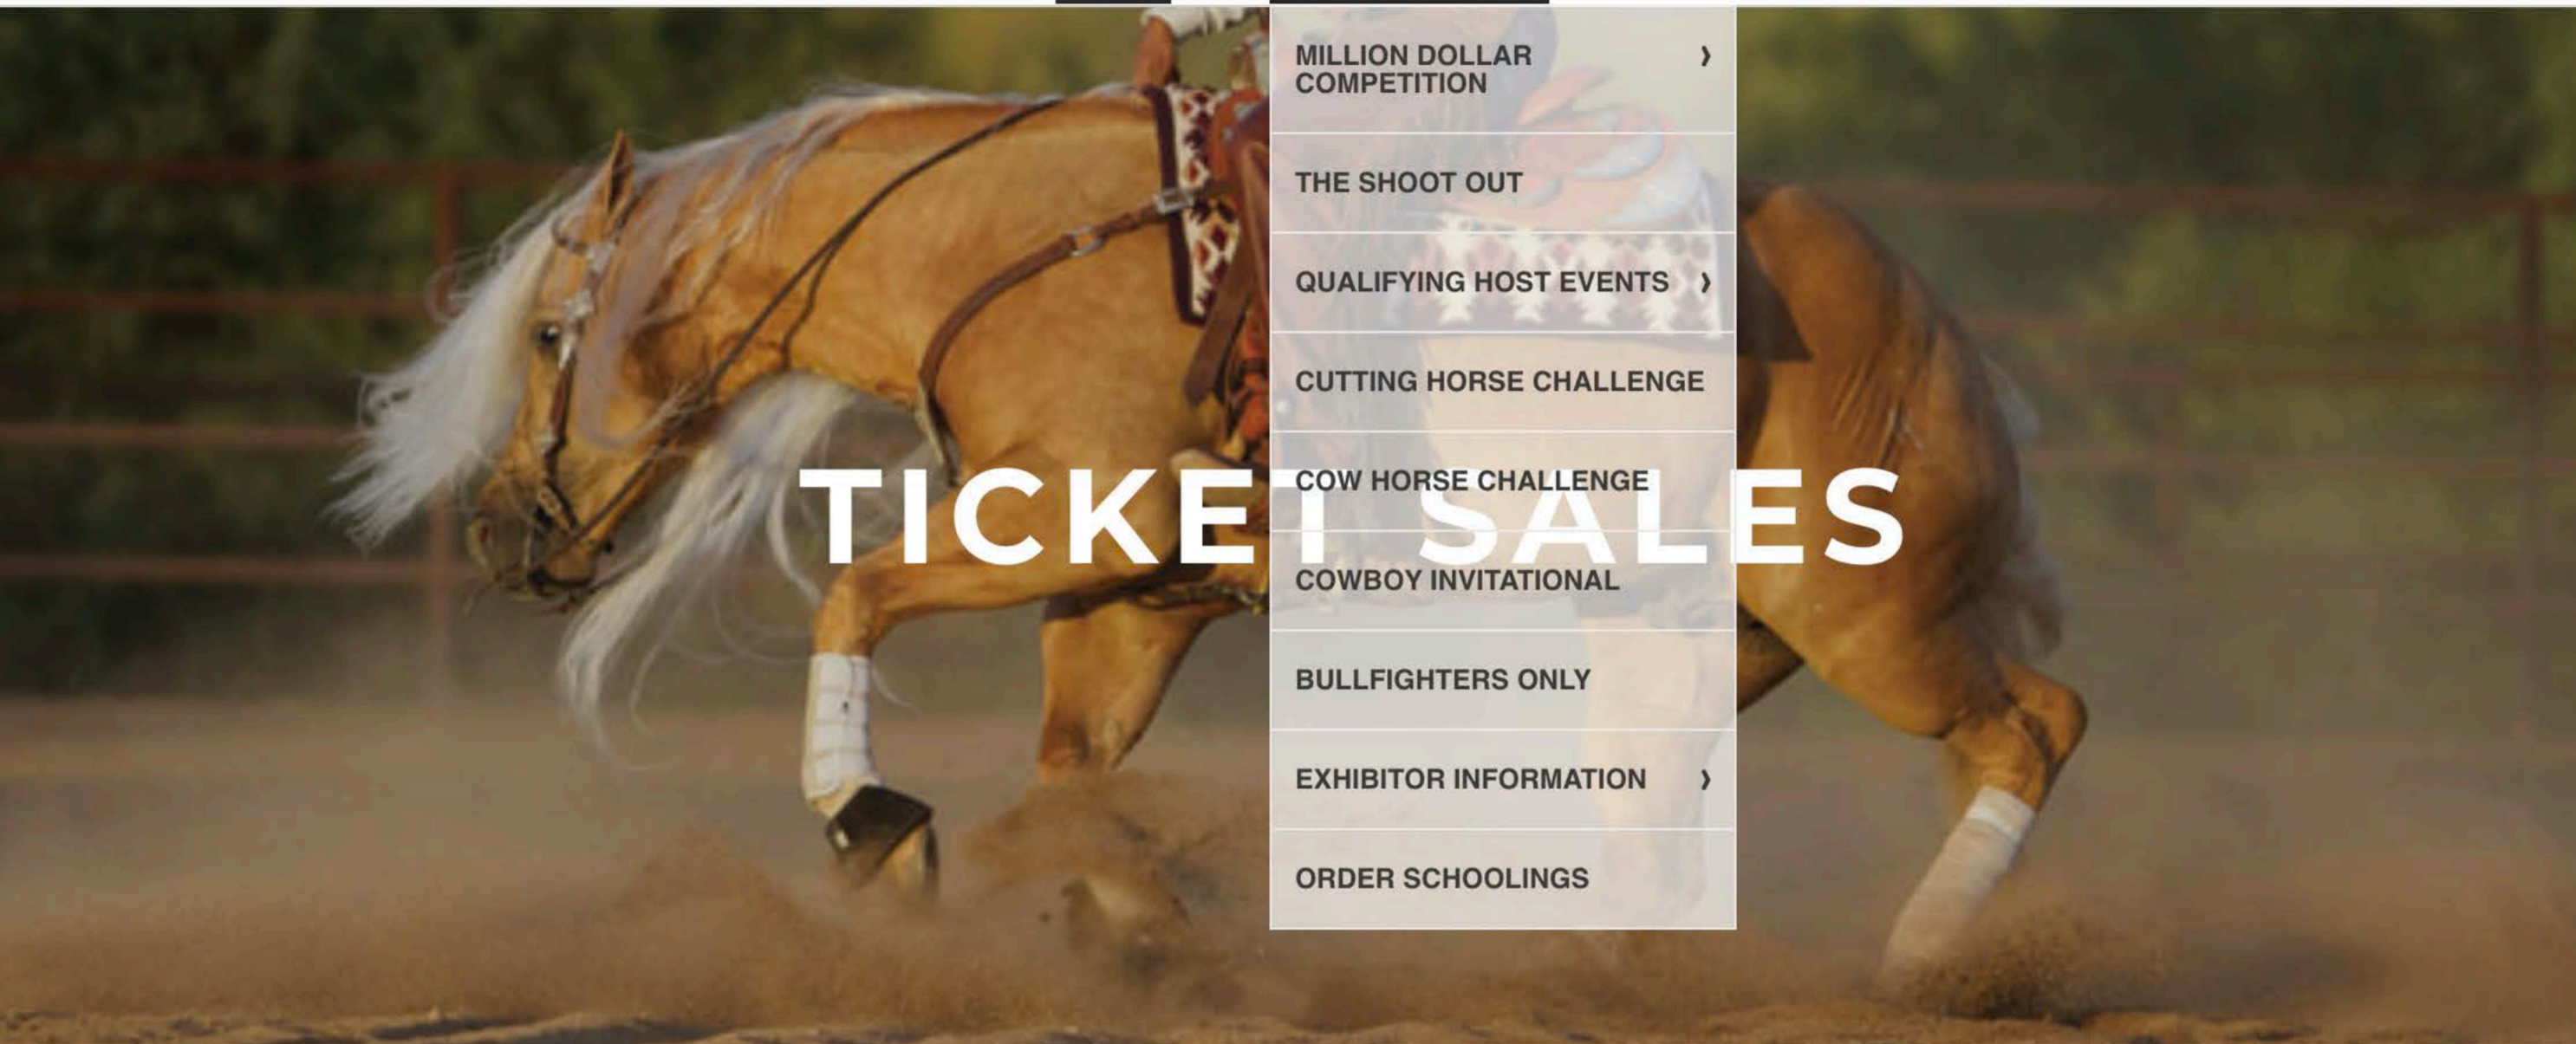 MILLION DOLLAR
COMPETITION
THE SHOOT OUT
QUALIFYING HOST EVENTS
CUTTING HORSE CHALLENGE
COW HORSE CHALLENGE
TICKET SALES
COWBOY INVITATIONAL
BULLFIGHTERS ONLY
EXHIBITOR INFORMATION
ORDER SCHOOLINGS